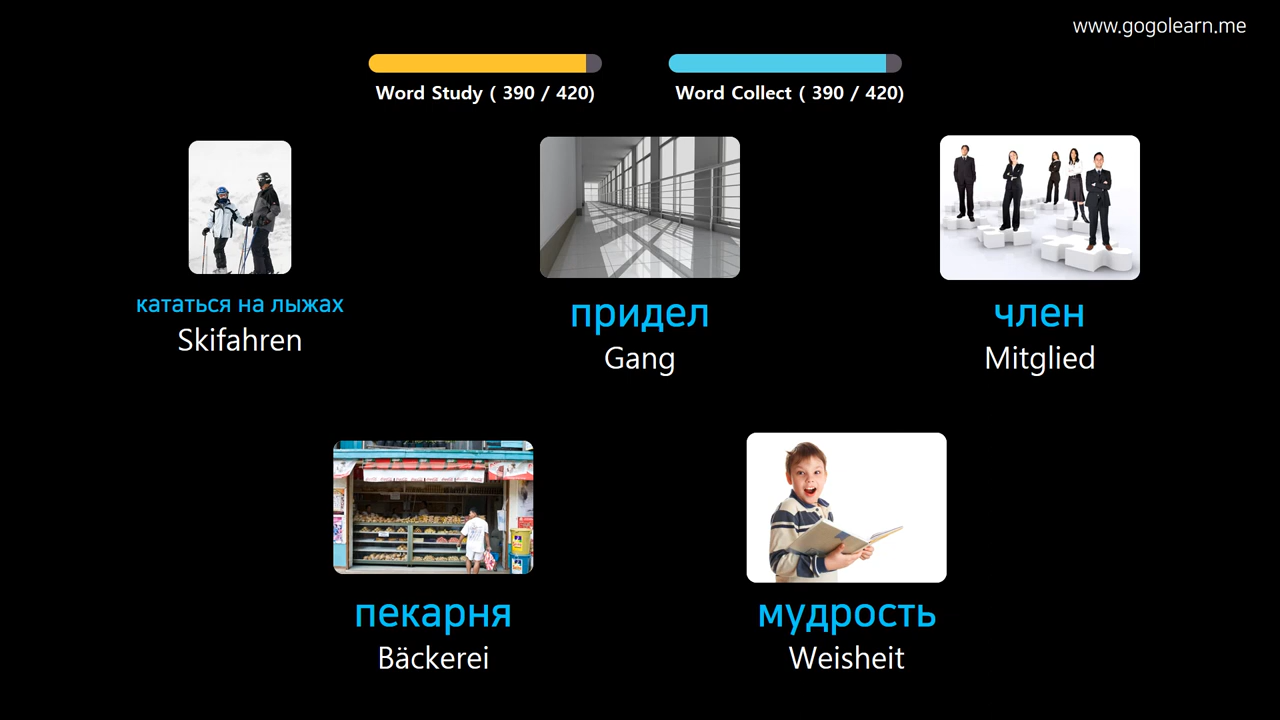 www.gogolearn.me
Word Study ( 390 / 420)
Word Collect ( 390 / 420)
кататься на лыжах
Skifahren
придел
Gang
член
Mitglied
пекарня
Bäckerei
мудрость
Weisheit